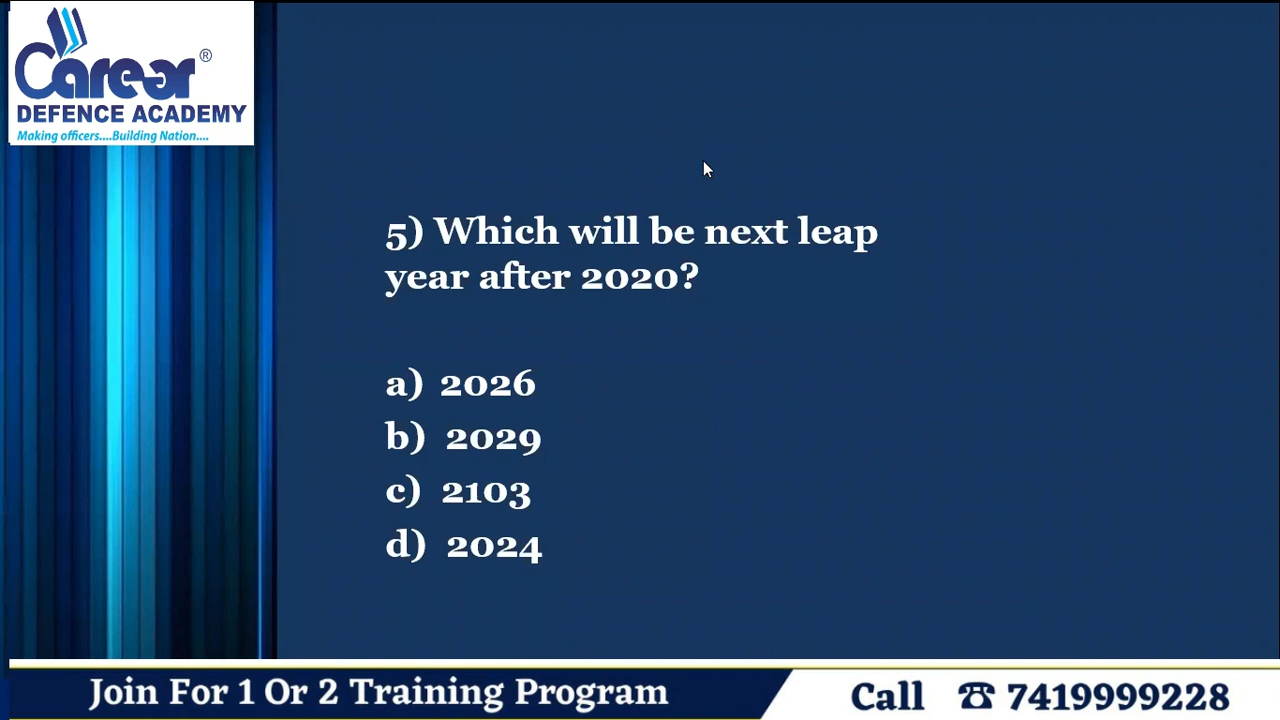 Carear ®
DEFENCE ACADEMY
Making officers....Building Nation....
5) Which will be next leap
year after 2020?
a) 2026
b) 2029
c) 2103
d) 2024
Join For 1 Or 2 Training Program
Call ☎ 7419999228